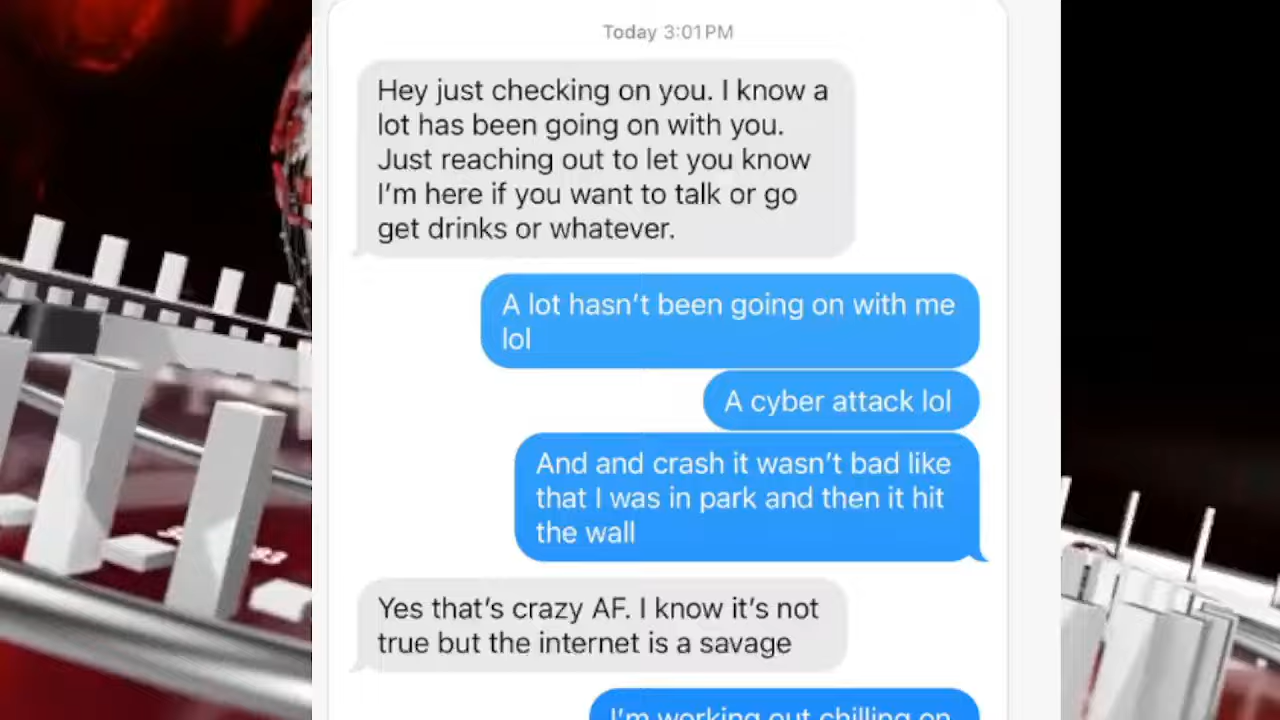 Today 3:01PM
Hey just checking on you. I know a
lot has been going on with you.
Just reaching out to let you know
I'm here if you want to talk or go
get drinks or whatever.
A lot hasn't been going on with me
lol
A cyber attack lol
And and crash it wasn't bad like
that I was in park and then it hit
the wall
Yes that's crazy AF. I know it's not
true but the internet is a savage
I'm working out chilling on